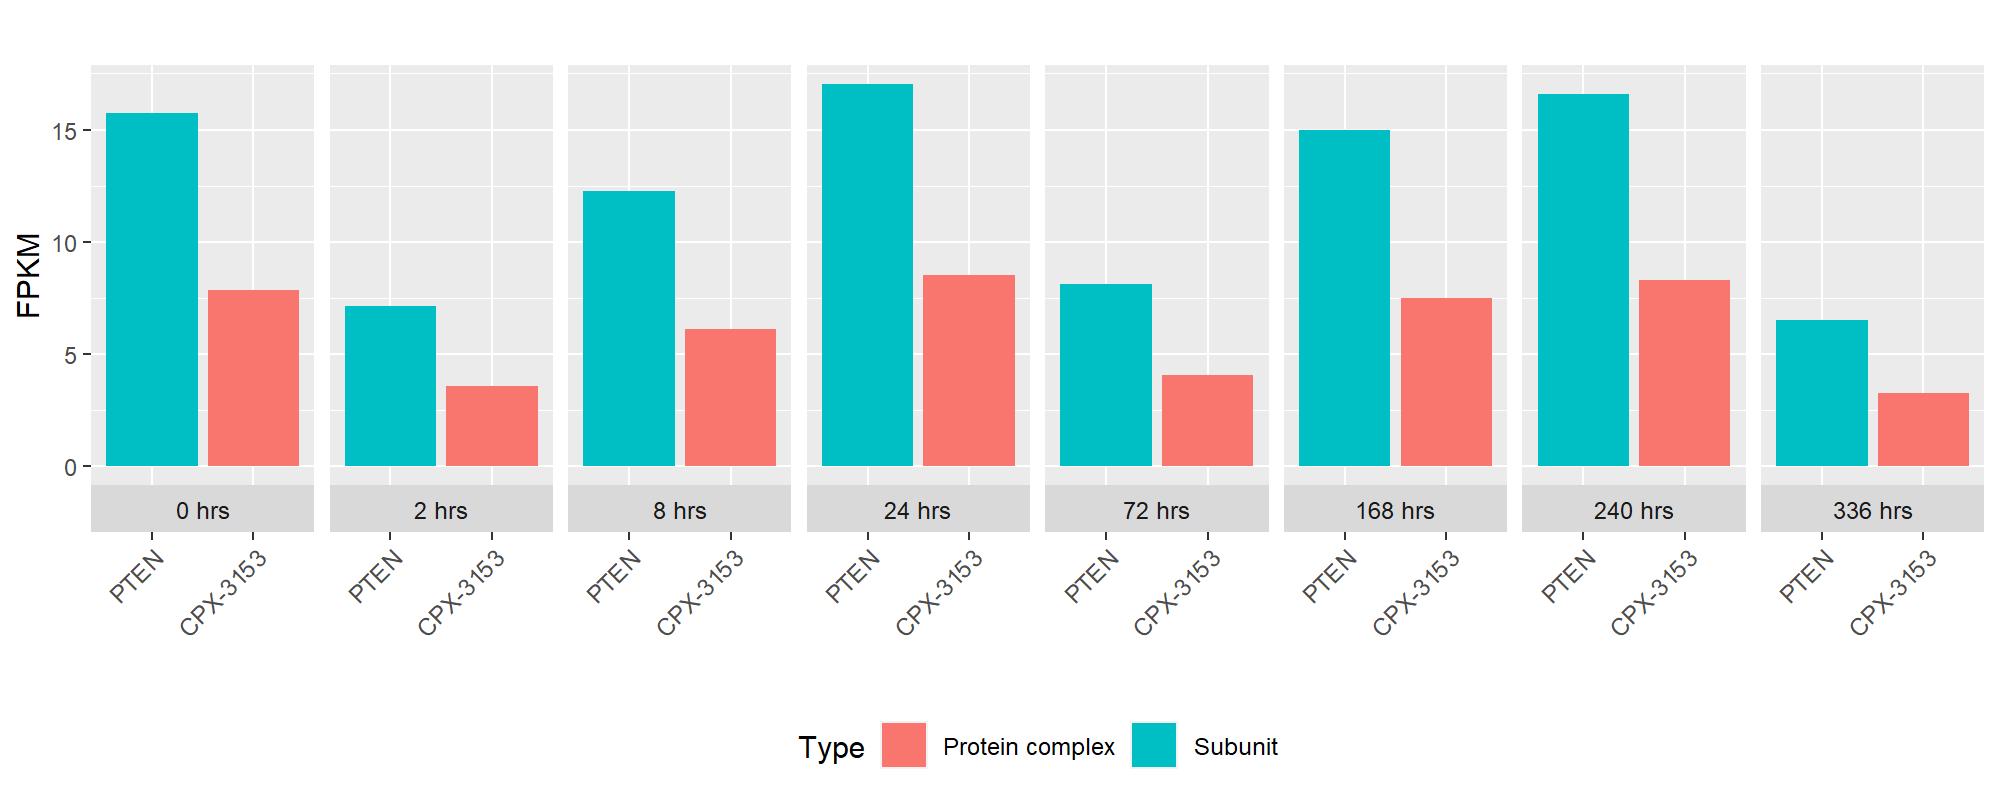 FPKM
15
10
5
0
0 hrs 2 hrs 8 hrs 24 hrs 72 hrs 168 hrs 240 hrs 336 hrs
PTEN CPX-3153 PTEN CPX-3153 PTEN CPX-3153 PTEN CPX-3153 PTEN CPX-3153 PTEN CPX-3153 PTEN CPX-3153 PTEN CPX-3153
Type Protein complex Subunit